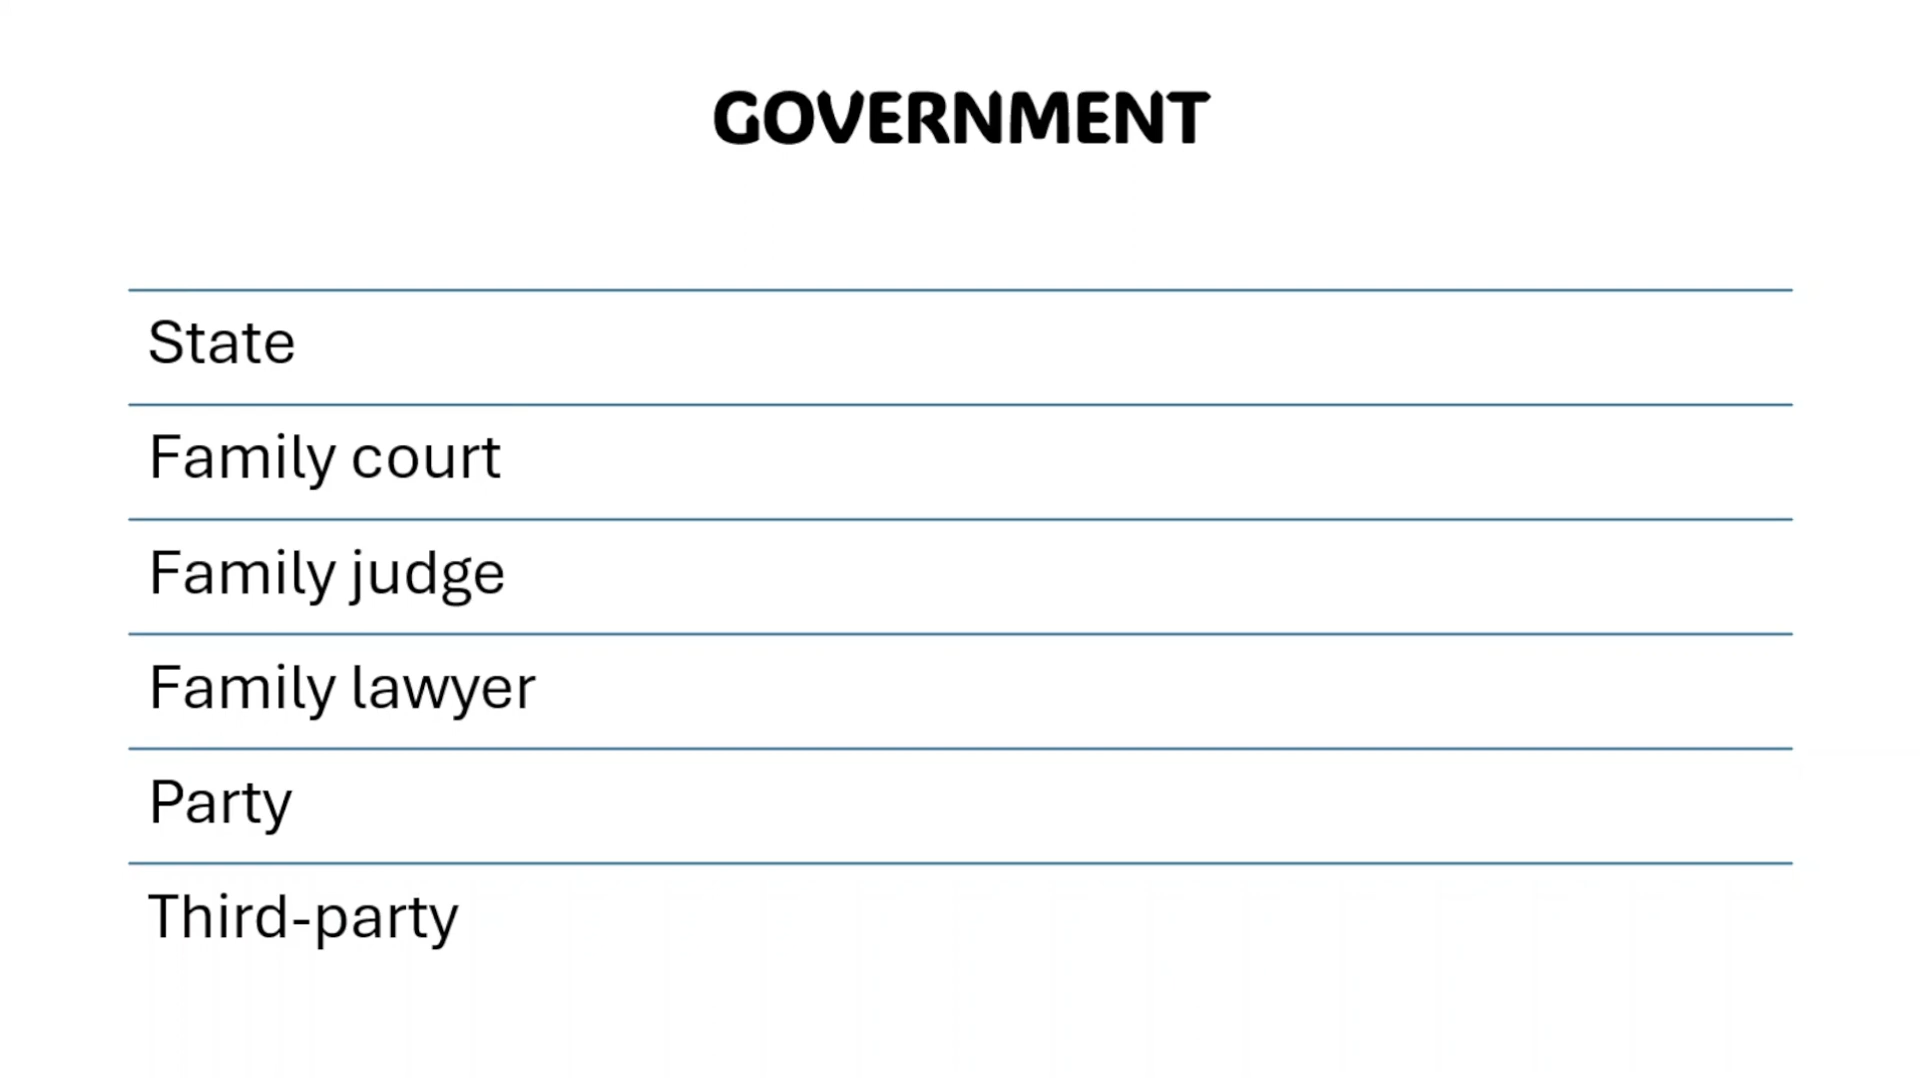 GOVERNMENT
State
Family court
Family judge
Family lawyer
Party
Third-party